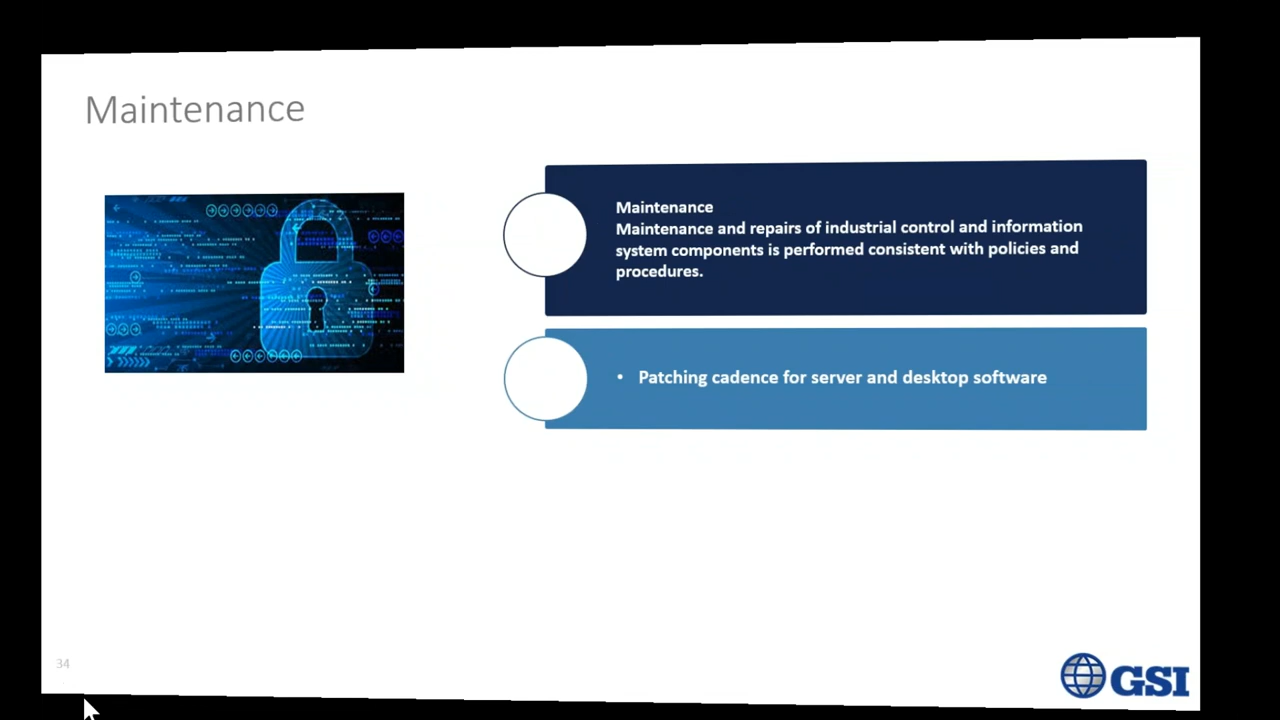 Maintenance
Maintenance
Maintenance and repairs of industrial control and information
system components is performed consistent with policies and
procedures.
• Patching cadence for server and desktop software
34
GSI